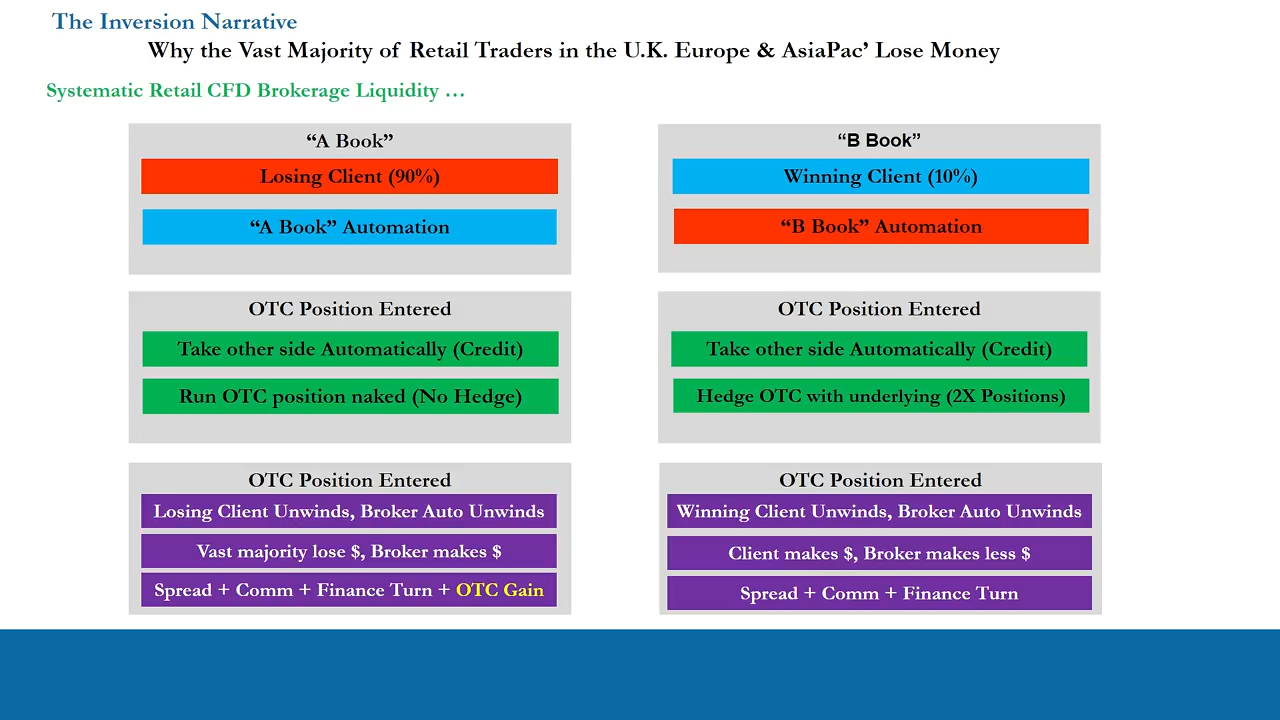 The Inversion Narrative
Why the Vast Majority of Retail Traders in the U.K. Europe & AsiaPac’ Lose Money
Systematic Retail CFD Brokerage Liquidity …
“A Book”
Losing Client (90%)
“A Book” Automation
OTC Position Entered
Take other side Automatically (Credit)
Run OTC position naked (No Hedge)
OTC Position Entered
Losing Client Unwinds, Broker Auto Unwinds
Vast majority lose $, Broker makes $
Spread + Comm + Finance Turn + OTC Gain
“B Book”
Winning Client (10%)
“B Book” Automation
OTC Position Entered
Take other side Automatically (Credit)
Hedge OTC with underlying (2X Positions)
OTC Position Entered
Winning Client Unwinds, Broker Auto Unwinds
Client makes $, Broker makes less $
Spread + Comm + Finance Turn